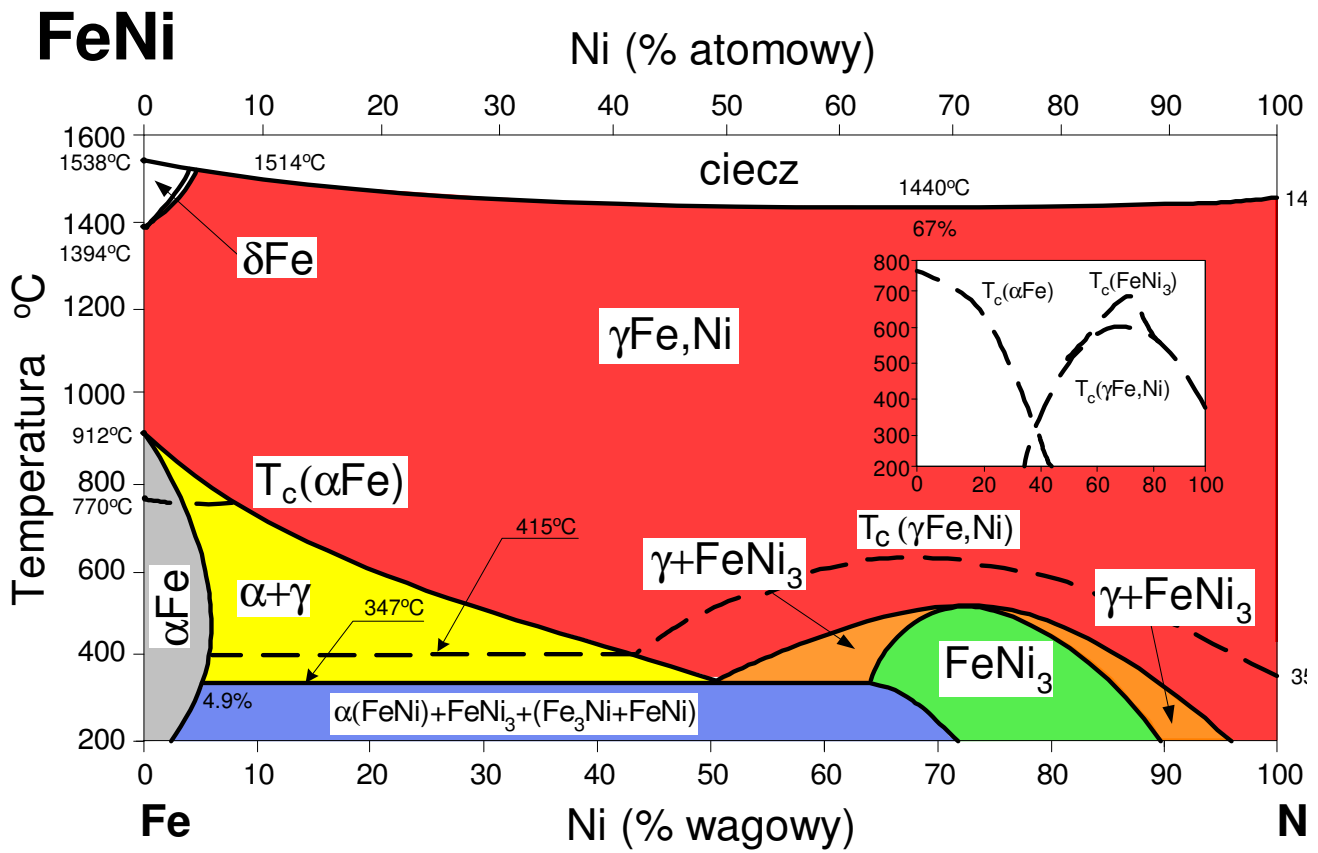 FeNi
Ni (% atomowy)
0 10 20 30 40 50 60 70 80 90 100
1600
1538ºC
1514ºC
ciecz
1440ºC
14
1400
67%
1394ºC
δFe
Temperatura ºC
1200
γFe,Ni
800
700
600
500
400
300
200
Tc(αFe)
Tc(FeNi3)
Tc(γFe,Ni)
0 20 40 60 80 100
1000
912ºC
800
770ºC
Tc(αFe)
415ºC
Tc (γFe,Ni)
600
αFe
α+γ
347ºC
γ+FeNi3
γ+FeNi3
400
FeNi3
35
4.9%
α(FeNi)+FeNi3+(Fe3Ni+FeNi)
200
0 10 20 30 40 50 60 70 80 90 100
Fe
Ni (% wagowy)
N